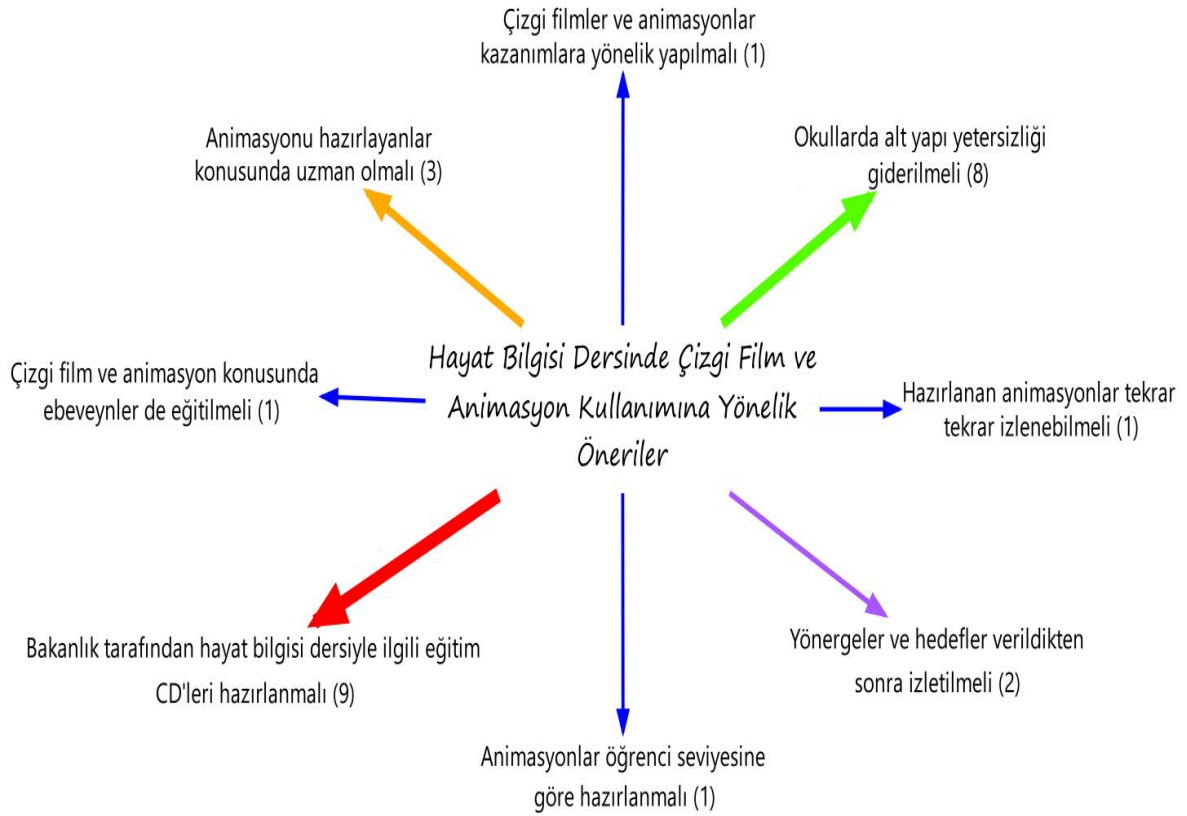 Çizgi filmler ve animasyonlar
kazanımlara yönelik yapılmalı (1)
Animasyonu hazırlayanlar
konusunda uzman olmalı (3)
Okullarda alt yapı yetersizliği
giderilmeli (8)
Hayat Bilgisi Dersinde Çizgi Film ve
Animasyon Kullanımına Yönelik
Öneriler
Çizgi film ve animasyon konusunda
ebeveynler de eğitilmeli (1)
Hazırlanan animasyonlar tekrar
tekrar izlenebilmeli (1)
Bakanlık tarafından hayat bilgisi dersiyle ilgili eğitim
CD'leri hazırlanmalı (9)
Yönergeler ve hedefler verildikten
sonra izletilmeli (2)
Animasyonlar öğrenci seviyesine
göre hazırlanmalı (1)